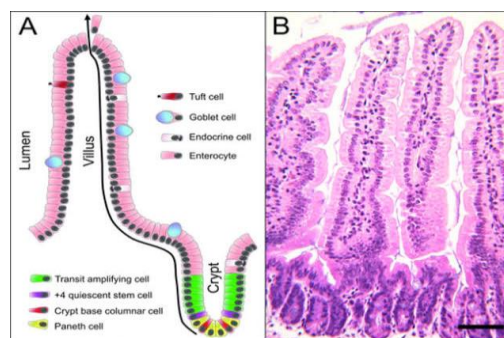 A
B
Lumen
Villus
Tuft cell
Goblet cell
Endocrine cell
Enterocyte
Crypt
Transit amplifying cell
+4 quiescent stem cell
Crypt base columnar cell
Paneth cell